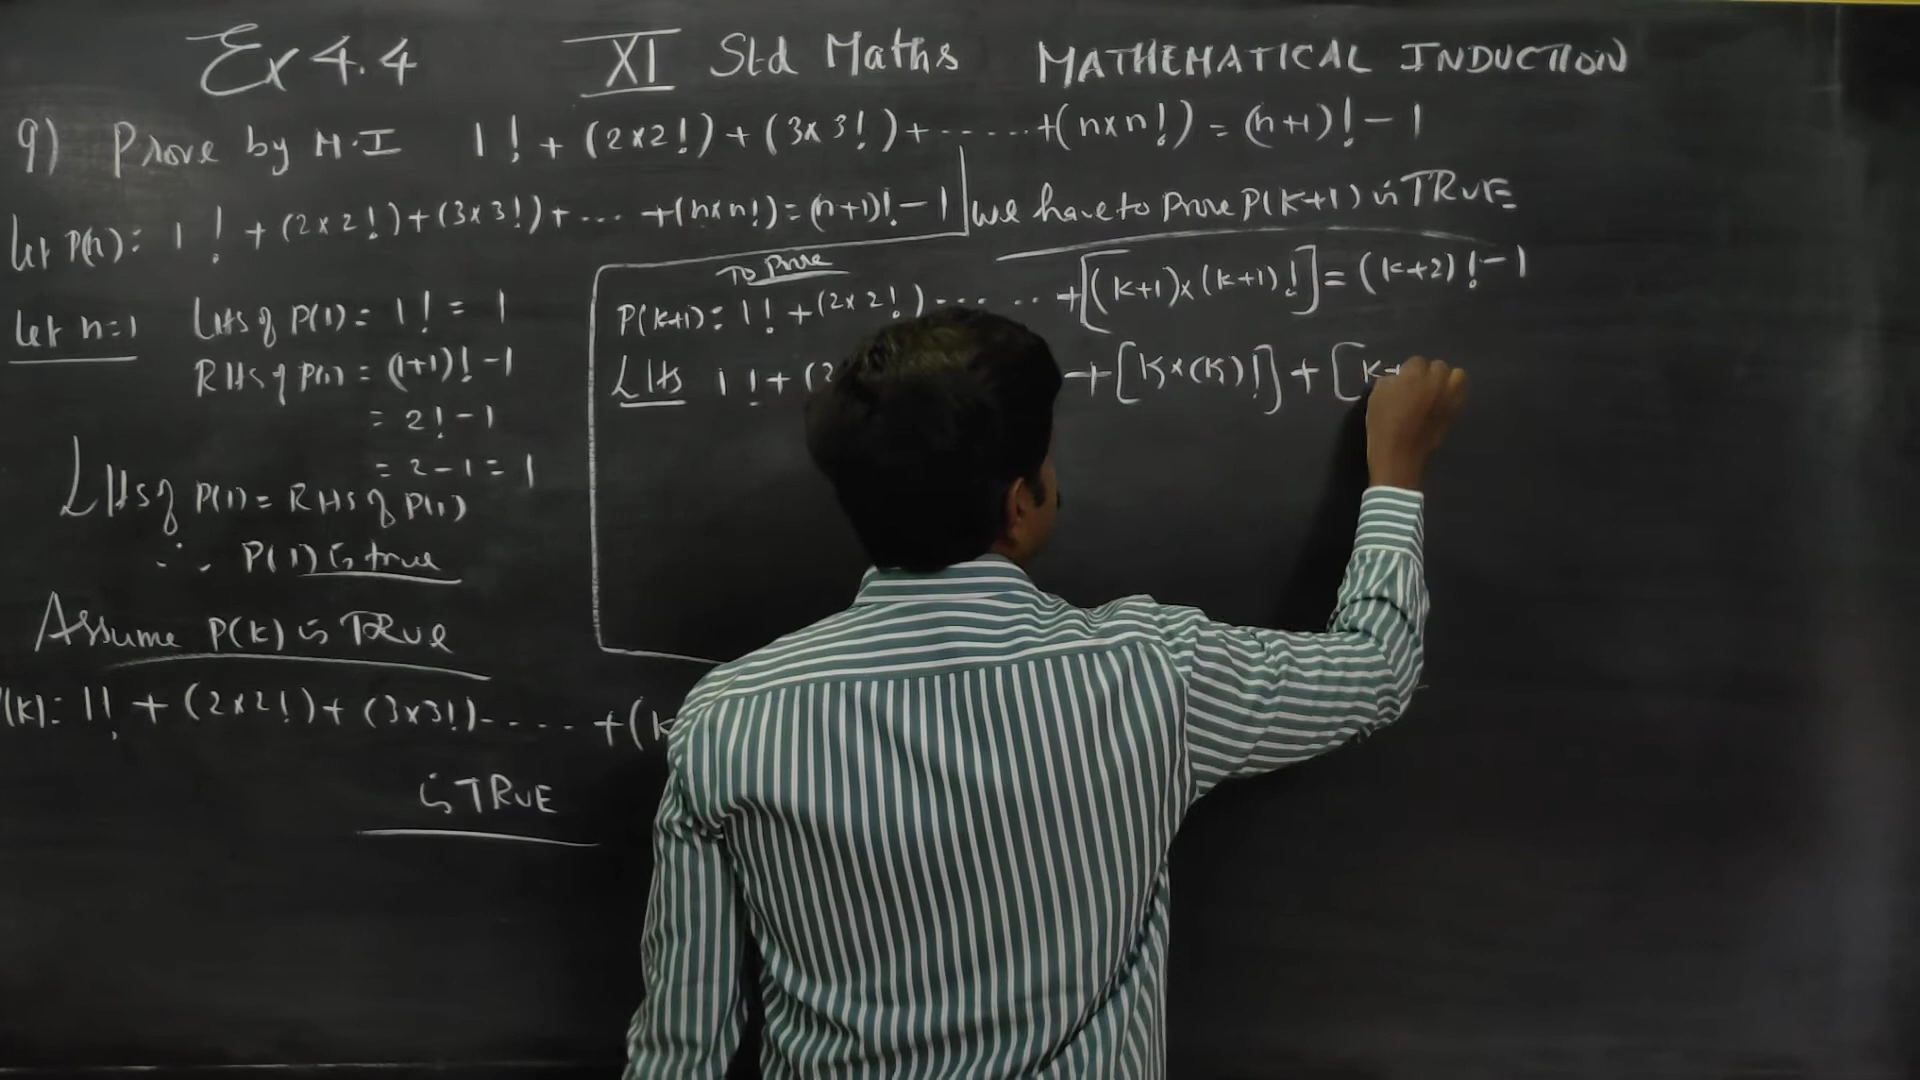 Ex 4.4 XI Std Maths MATHEMATICAL INDUCTION
9) Prove by M.I 1! + (2×2!) + (3×3!) + ...... + (n×n!) = (n+1)! - 1
Let P(n): 1! + (2×2!) + (3×3!) + ... + (n×n!) = (n+1)! - 1
Let n=1 LHS of P(1) = 1! = 1
RHS of P(1) = (1+1)! - 1
= 2! - 1
= 2 - 1 = 1
LHS of P(1) = RHS of P(1)
∴ P(1) is true
Assume P(k) is TRUE
P(k): 1! + (2×2!) + (3×3!) ..... + (k
is TRUE
We have to Prove P(k+1) is TRUE
To Prove
P(k+1): 1! + (2×2!) ..... + [(k+1)×(k+1)!] = (k+2)! - 1
LHS 1! + (2 + [k×(k)!] + [k+